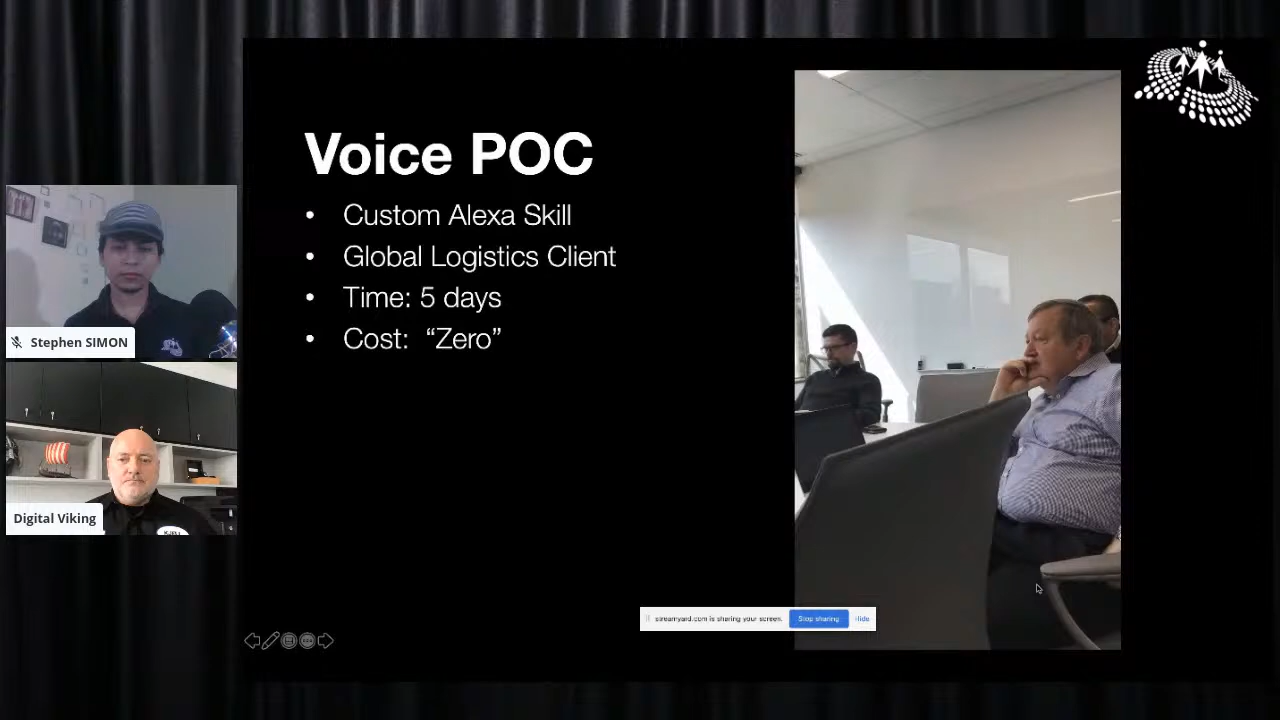 Voice POC
• Custom Alexa Skill
• Global Logistics Client
• Time: 5 days
• Cost: “Zero”
Stephen SIMON
Digital Viking
streamyard.com is sharing your screen.
Stop sharing
Hide